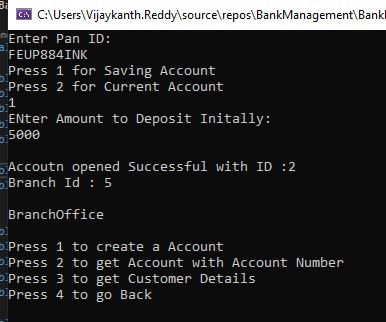 C:\Users\Vijaykanth.Reddy\source\repos\BankManagement\Bank
Enter Pan ID:
FEUP884INK
Press 1 for Saving Account
Press 2 for Current Account
1
ENter Amount to Deposit Initally:
5000
Accoutn opened Successful with ID :2
Branch Id : 5
BranchOffice
Press 1 to create a Account
Press 2 to get Account with Account Number
Press 3 to get Customer Details
Press 4 to go Back